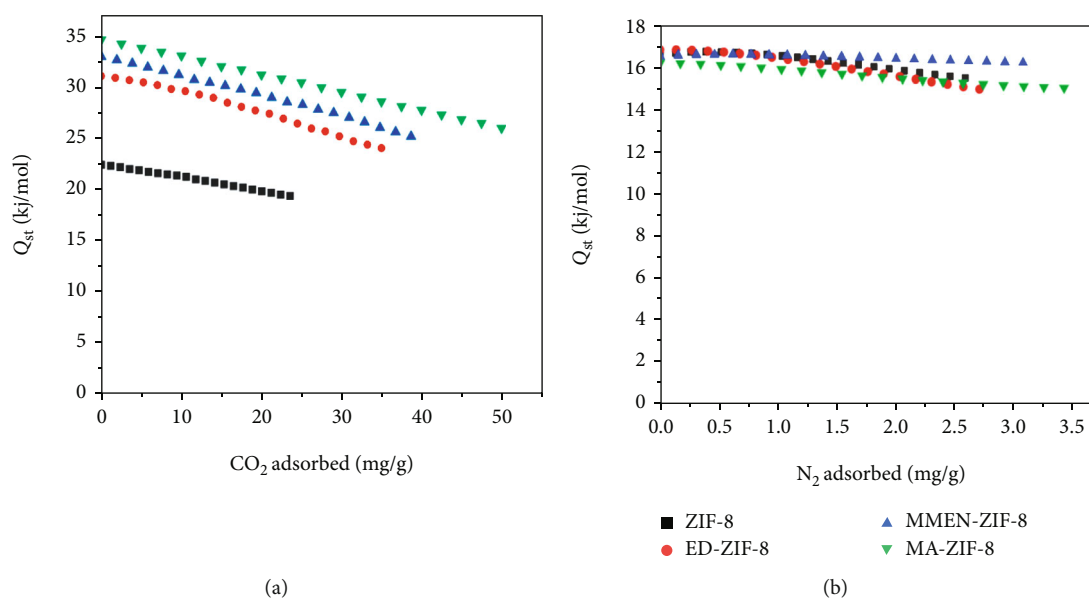 35
30
25
20
15
10
5
0
Qst (kj/mol)
0 10 20 30 40 50
CO2 adsorbed (mg/g)
(a)
18
16
14
12
10
8
6
4
2
0
Qst (kj/mol)
0.0 0.5 1.0 1.5 2.0 2.5 3.0 3.5
N2 adsorbed (mg/g)
ZIF-8 MMEN-ZIF-8
ED-ZIF-8 MA-ZIF-8
(b)